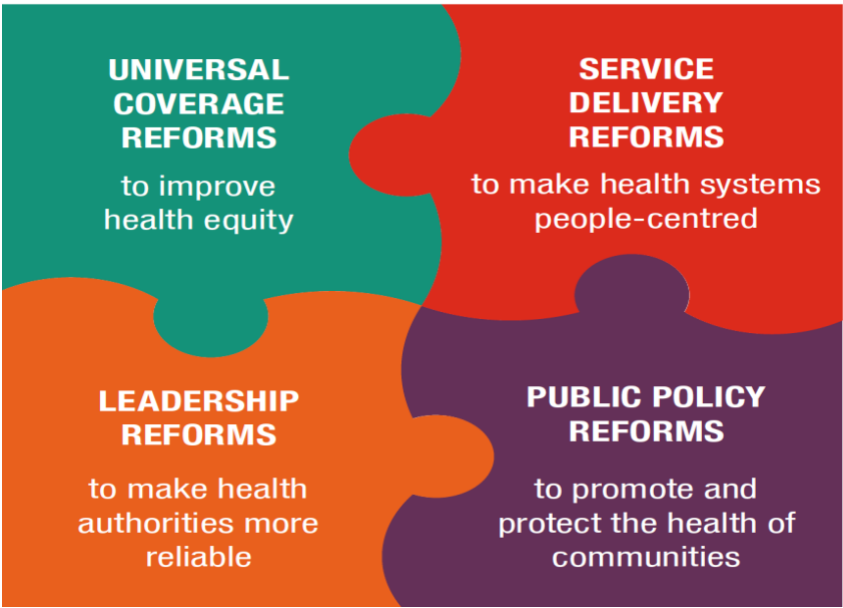 UNIVERSAL
COVERAGE
REFORMS
to improve
health equity
SERVICE
DELIVERY
REFORMS
to make health systems
people-centred
LEADERSHIP
REFORMS
to make health
authorities more
reliable
PUBLIC POLICY
REFORMS
to promote and
protect the health of
communities